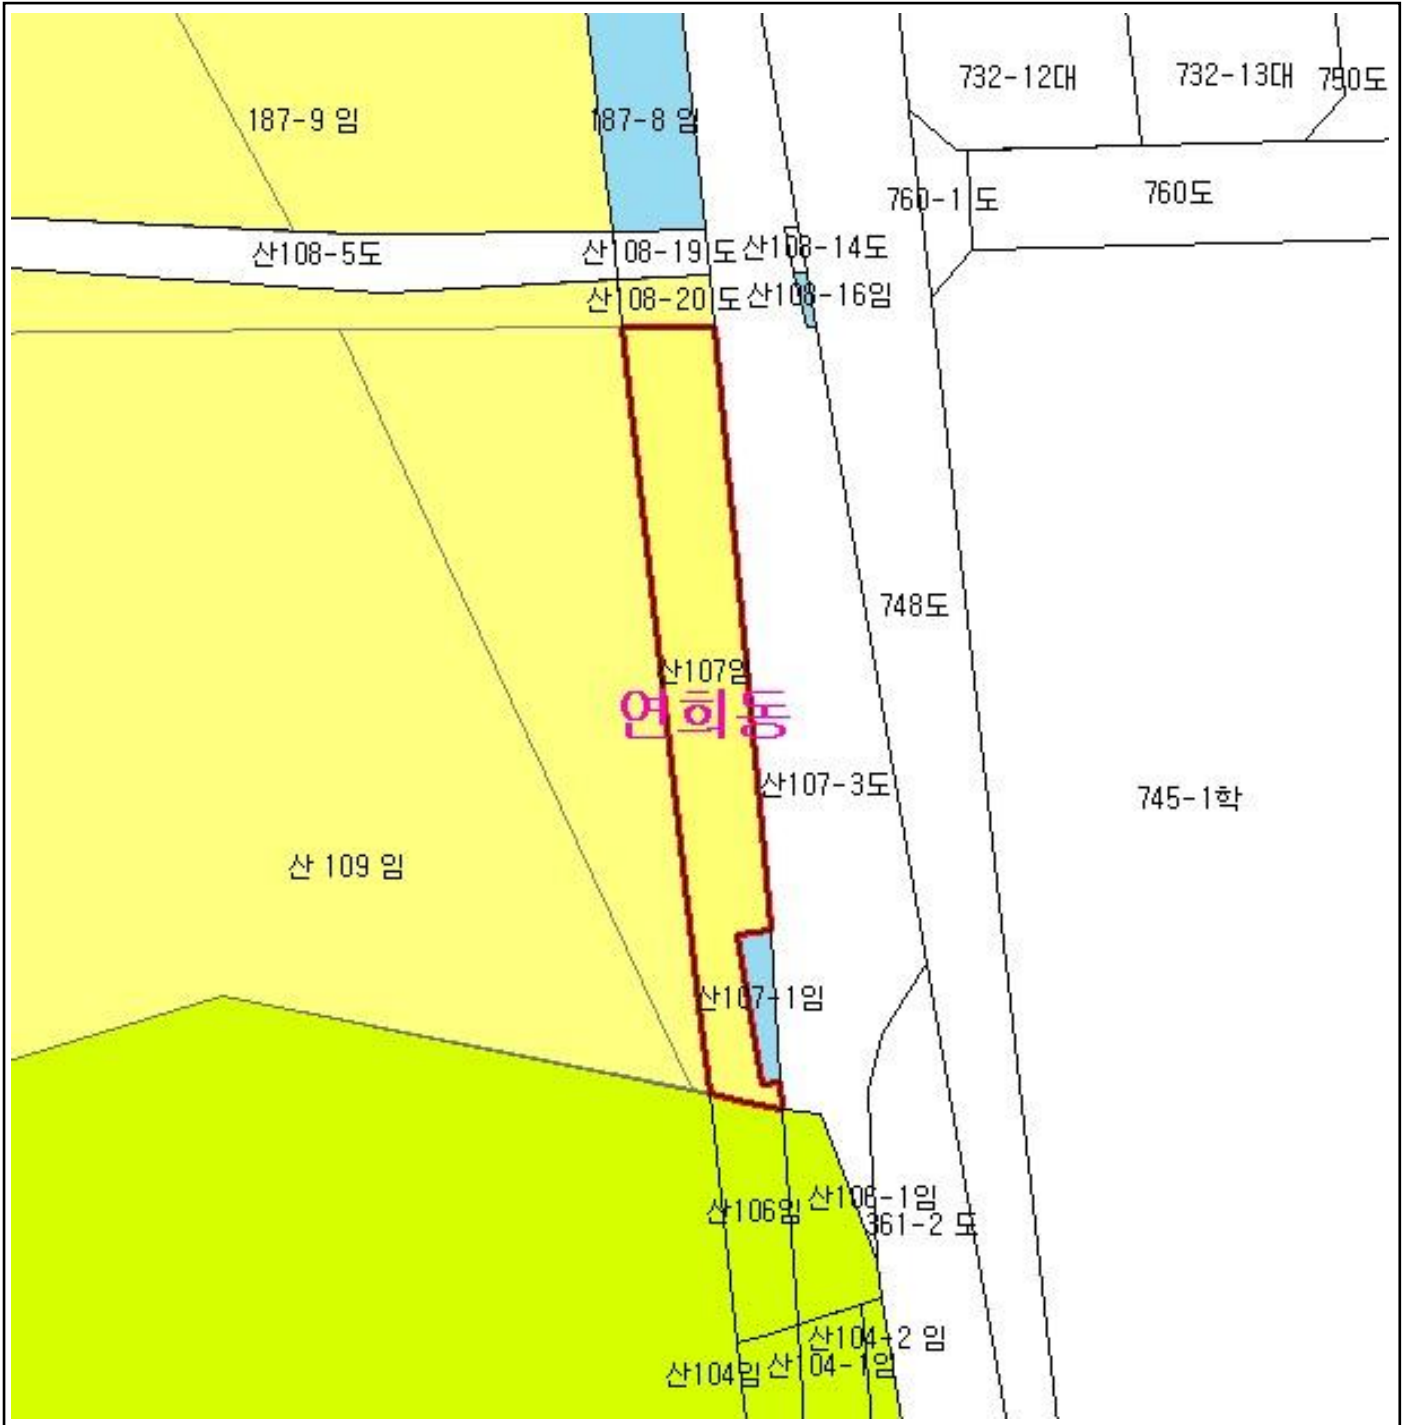 732-12대
732-13대
750도
187-9 임
187-8 임
760-1 도
760도
산108-5도
산108-19 도
산108-14도
산108-20 도
산108-16임
748도
산107임
연희동
산107-3도
745-1학
산 109 임
산107-1임
산106임
산106-1임
361-2 도
산104-2 임
산104임
산104-1임